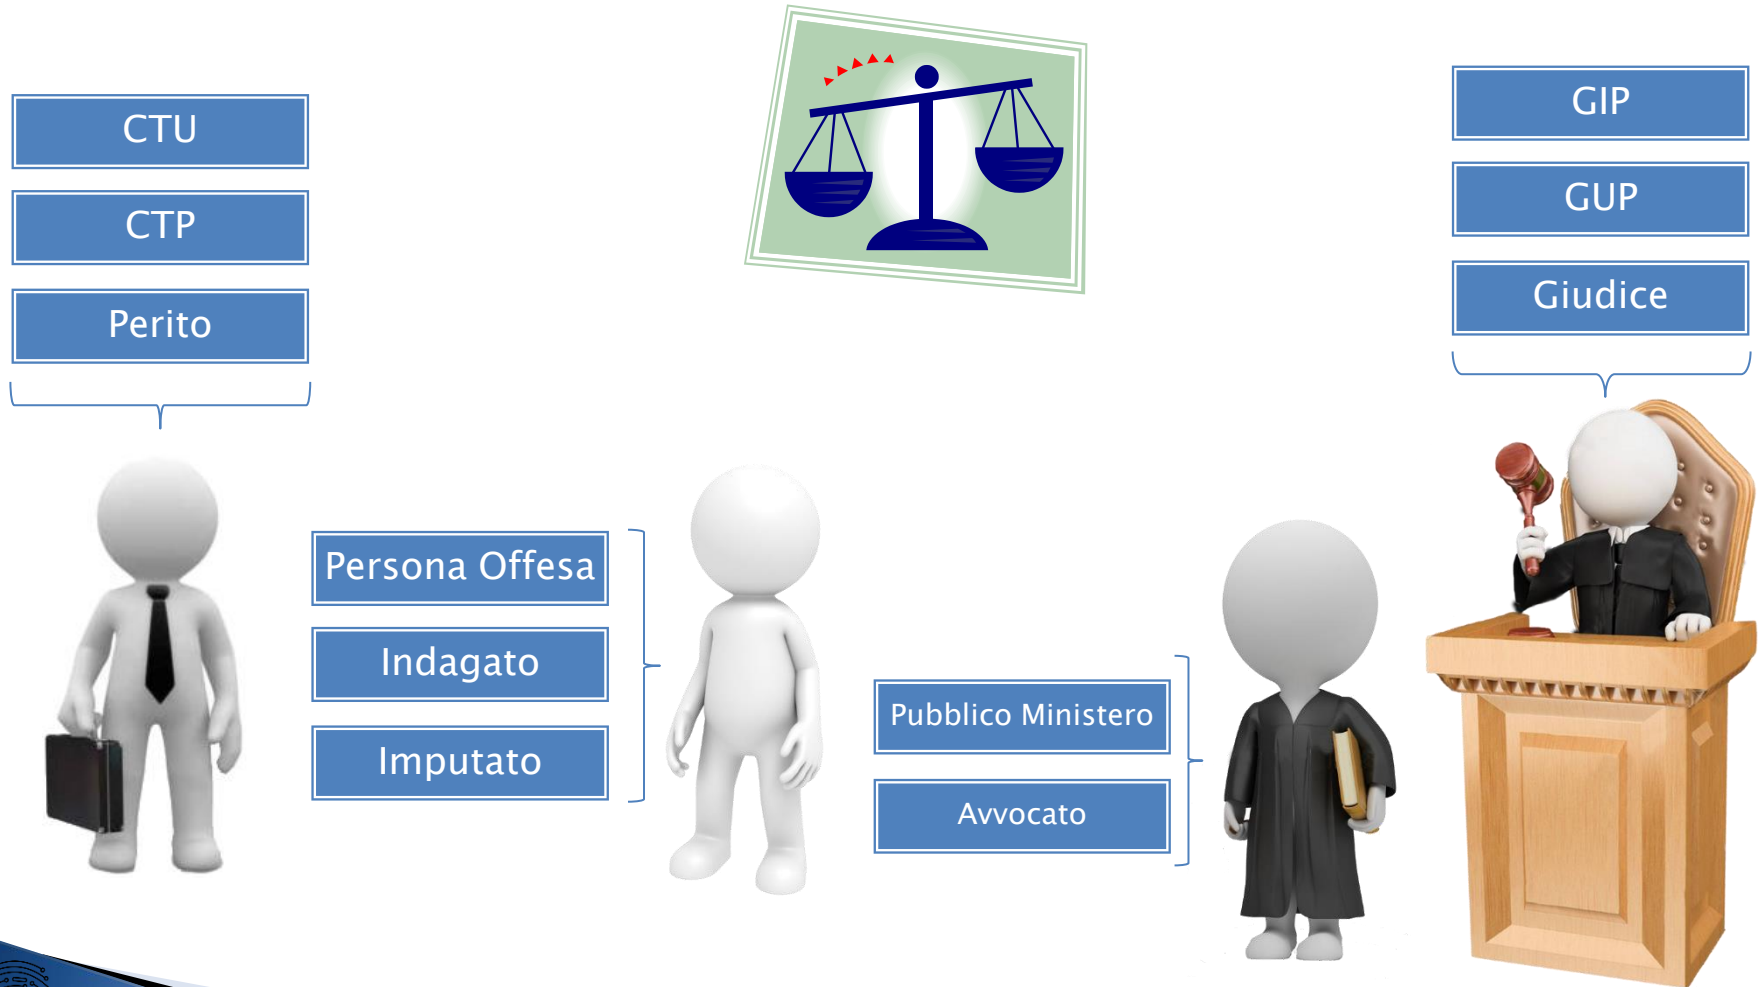 CTU
CTP
Perito
Persona Offesa
Indagato
Imputato
Pubblico Ministero
Avvocato
GIP
GUP
Giudice